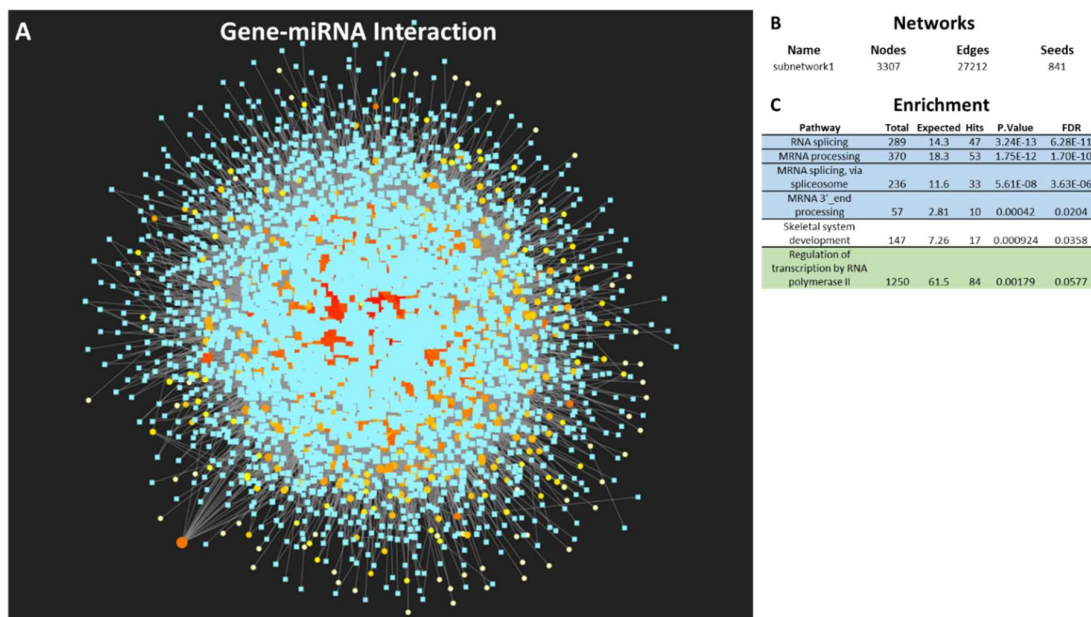 A
Gene-miRNA Interaction
B
Networks
Name Nodes Edges Seeds
subnetwork1 3307 27212 841
C
Enrichment
Pathway Total Expected Hits P.Value FDR
RNA splicing 289 14.3 47 3.24E-13 6.28E-11
MRNA processing 370 18.3 53 1.75E-12 1.70E-10
MRNA splicing, via
spliceosome 236 11.6 33 5.61E-08 3.63E-06
MRNA 3'_end
processing 57 2.81 10 0.00042 0.0204
Skeletal system
development 147 7.26 17 0.000924 0.0358
Regulation of
transcription by RNA
polymerase II 1250 61.5 84 0.00179 0.0577